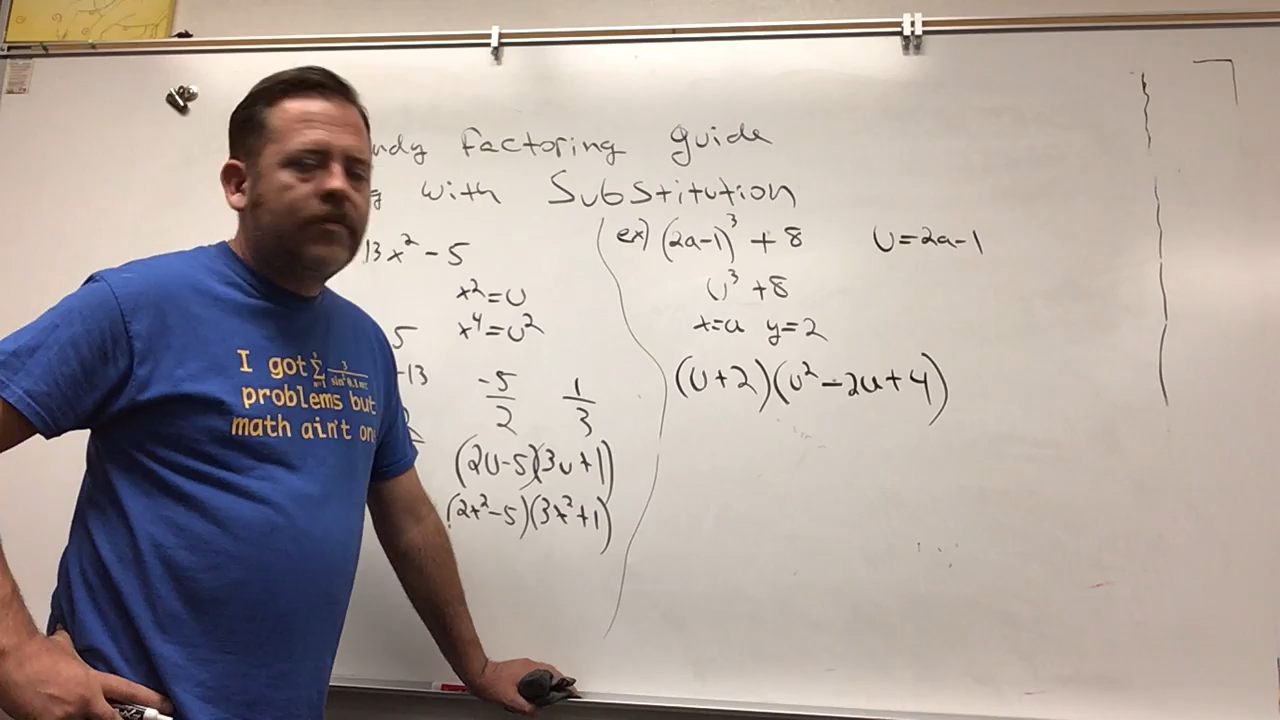 Factoring guide
with Substitution
13x² - 5
x² = u
x⁴ = u²
5
-13
-5/2 1/3
(2u-5)(3u+1)
(2x²-5)(3x²+1)
ex) (2a-1)³ + 8 u=2a-1
u³ + 8
x=u y=2
(u+2)(u² - 2u + 4)
I got
problems but
math ain't